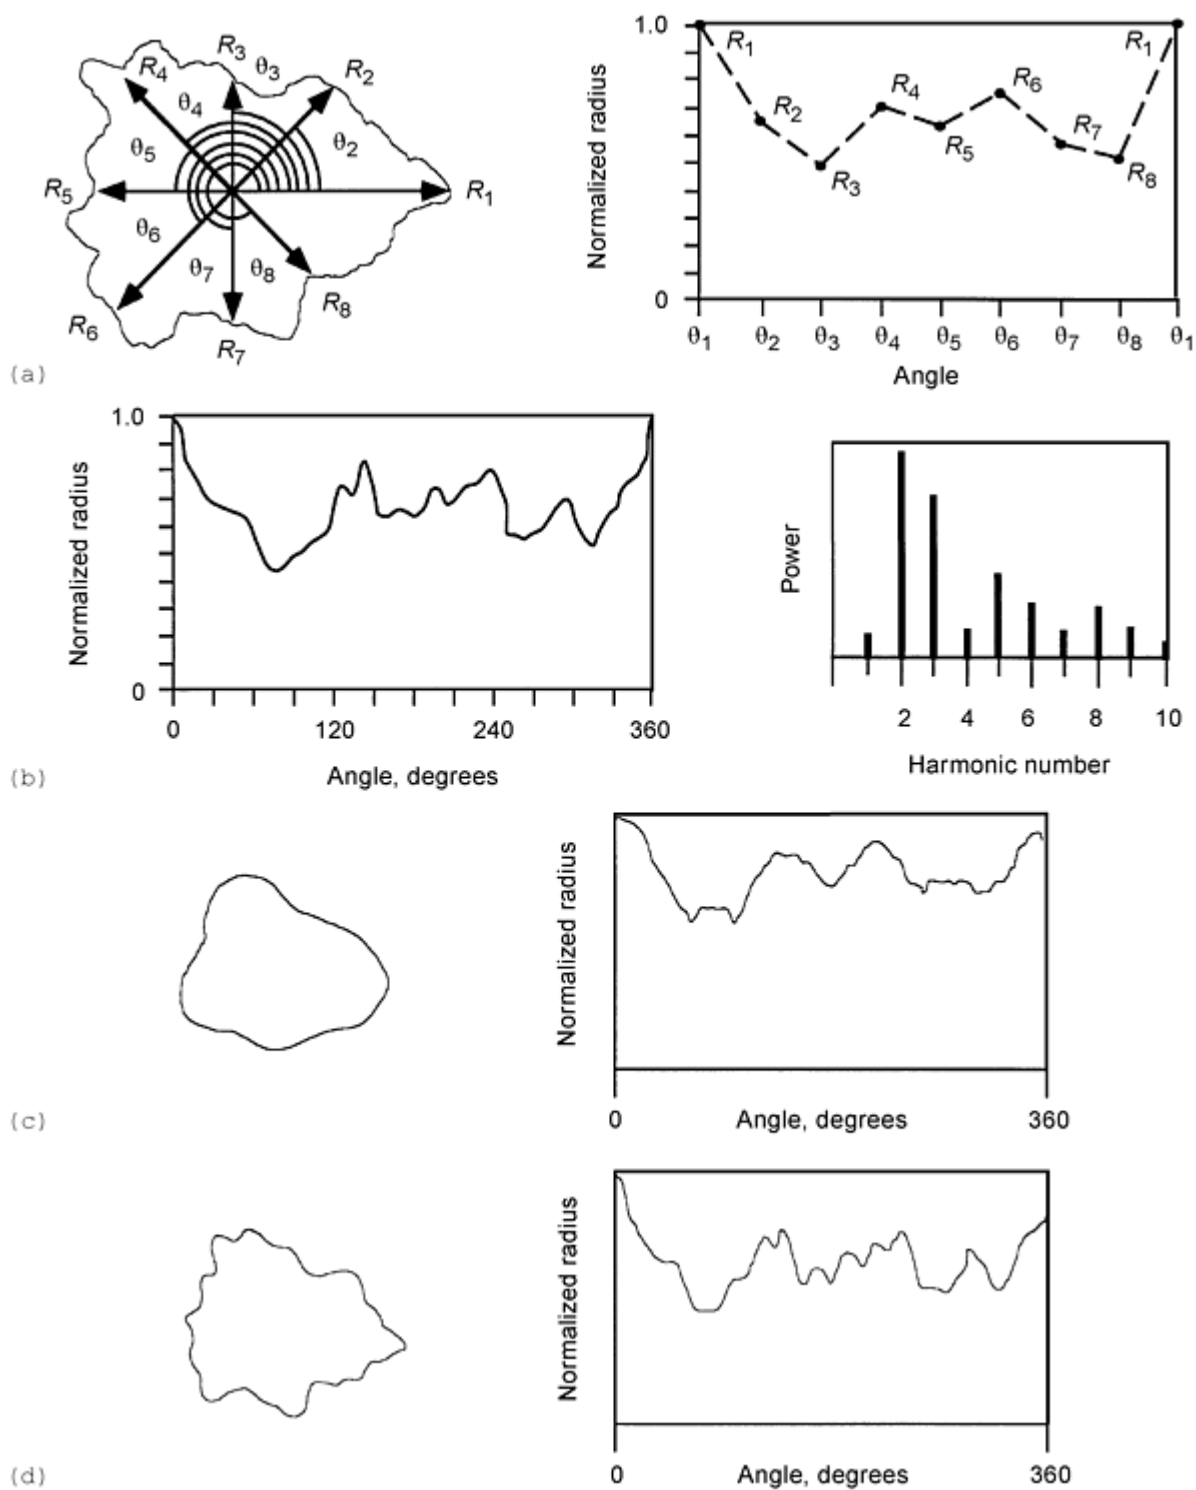 R3
θ3
R4
R2
θ4
θ2
θ5
R5
R1
θ6
θ7
θ8
R8
R6
R7
(a)
1.0
R1
R1
R2
R4
R6
R3
R5
R7
R8
Normalized radius
0
θ1 θ2 θ3 θ4 θ5 θ6 θ7 θ8 θ1
Angle
1.0
Normalized radius
0
0 120 240 360
Angle, degrees
(b)
Power
2 4 6 8 10
Harmonic number
(c)
Normalized radius
0 Angle, degrees 360
(d)
Normalized radius
0 Angle, degrees 360